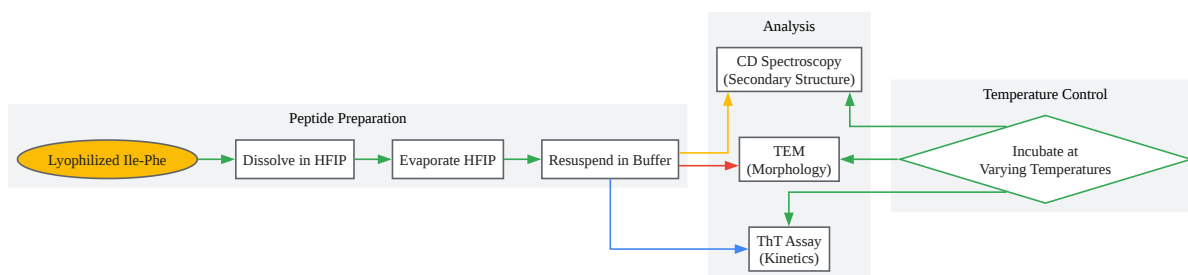 Peptide Preparation
Lyophilized Ile-Phe
Dissolve in HFIP
Evaporate HFIP
Resuspend in Buffer
Analysis
CD Spectroscopy
(Secondary Structure)
TEM
(Morphology)
ThT Assay
(Kinetics)
Temperature Control
Incubate at
Varying Temperatures